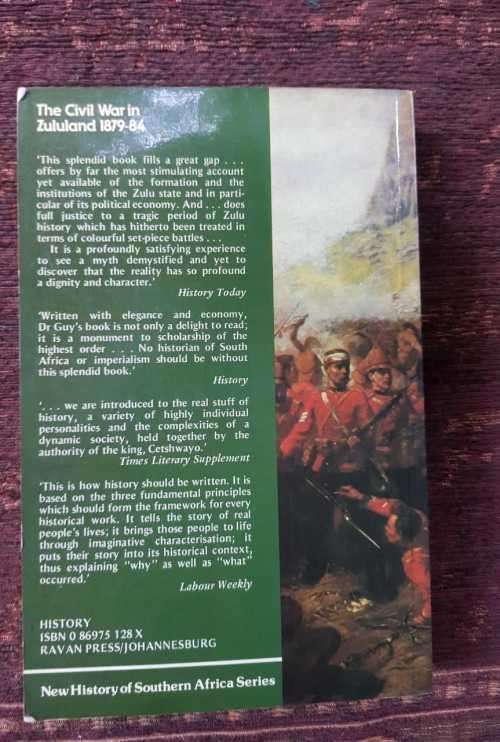 The Civil War in
Zululand 1879-84
'This splendid book fills a great gap . . .
offers by far the most stimulating account
yet available of the formation and the
institutions of the Zulu state and in parti-
cular of its political economy. And . . . does
full justice to a tragic period of Zulu
history which has hitherto been treated in
terms of colourful set-piece battles . . .
It is a profoundly satisfying experience
to see a myth demystified and yet to
discover that the reality has so profound
a dignity and character.'
History Today
'Written with elegance and economy,
Dr Guy's book is not only a delight to read;
it is a monument to scholarship of the
highest order . . . No historian of South
Africa or imperialism should be without
this splendid book.'
History
'. . . we are introduced to the real stuff of
history, a variety of highly individual
personalities and the complexities of a
dynamic society, held together by the
authority of the king, Cetshwayo.'
Times Literary Supplement
'This is how history should be written. It is
based on the three fundamental principles
which should form the framework for every
historical work. It tells the story of real
people's lives; it brings those people to life
through imaginative characterisation; it
puts their story into its historical context,
thus explaining "why" as well as "what"
occurred.'
Labour Weekly
HISTORY
ISBN 0 86975 128 X
RAVAN PRESS/JOHANNESBURG
New History of Southern Africa Series